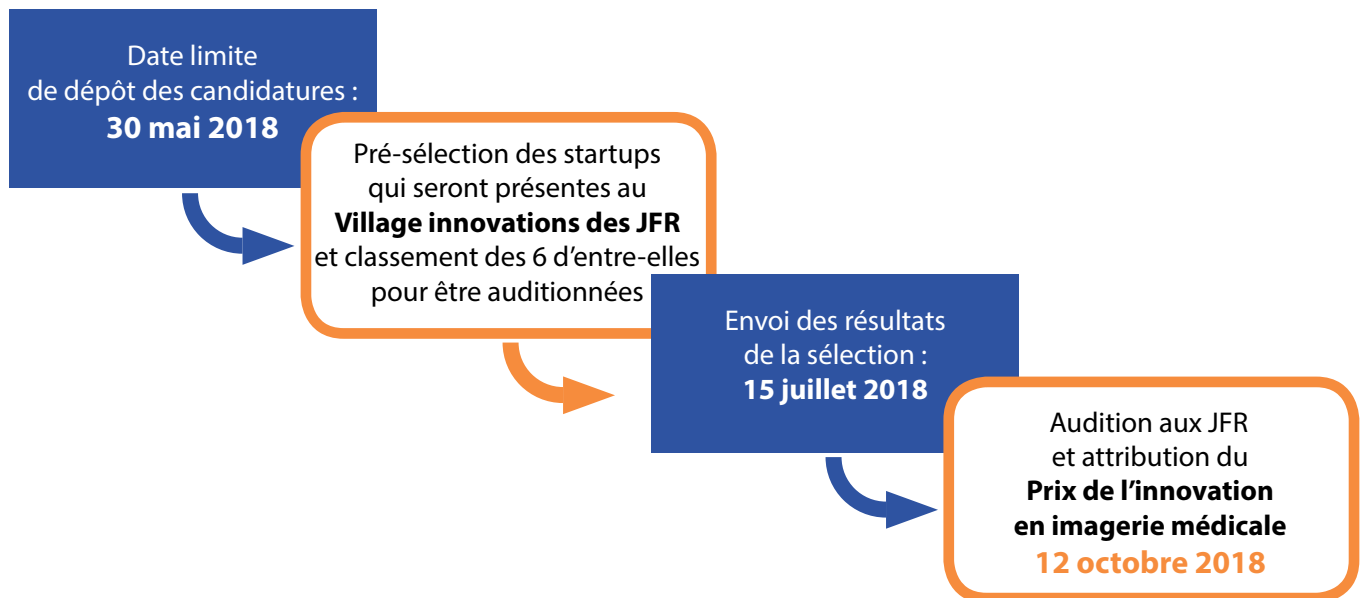 Date limite
de dépôt des candidatures :
30 mai 2018
Pré-sélection des startups
qui seront présentes au
Village innovations des JFR
et classement des 6 d’entre-elles
pour être auditionnées
Envoi des résultats
de la sélection :
15 juillet 2018
Audition aux JFR
et attribution du
Prix de l’innovation
en imagerie médicale
12 octobre 2018